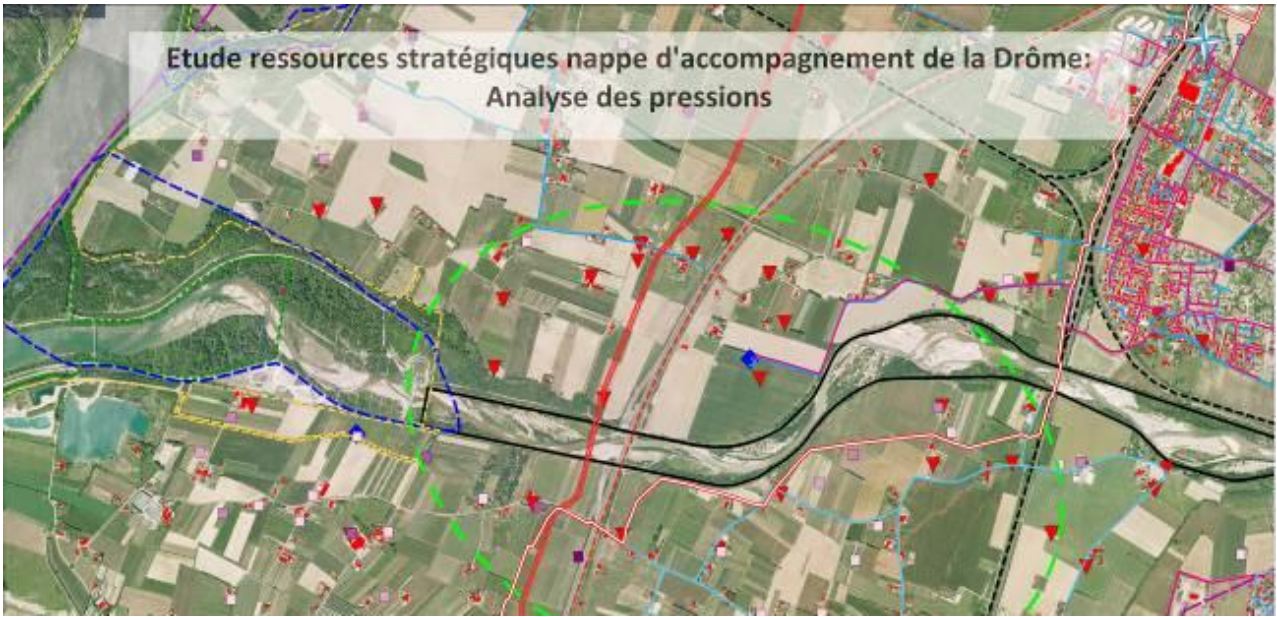 Etude ressources stratégiques nappe d'accompagnement de la Drôme:
Analyse des pressions